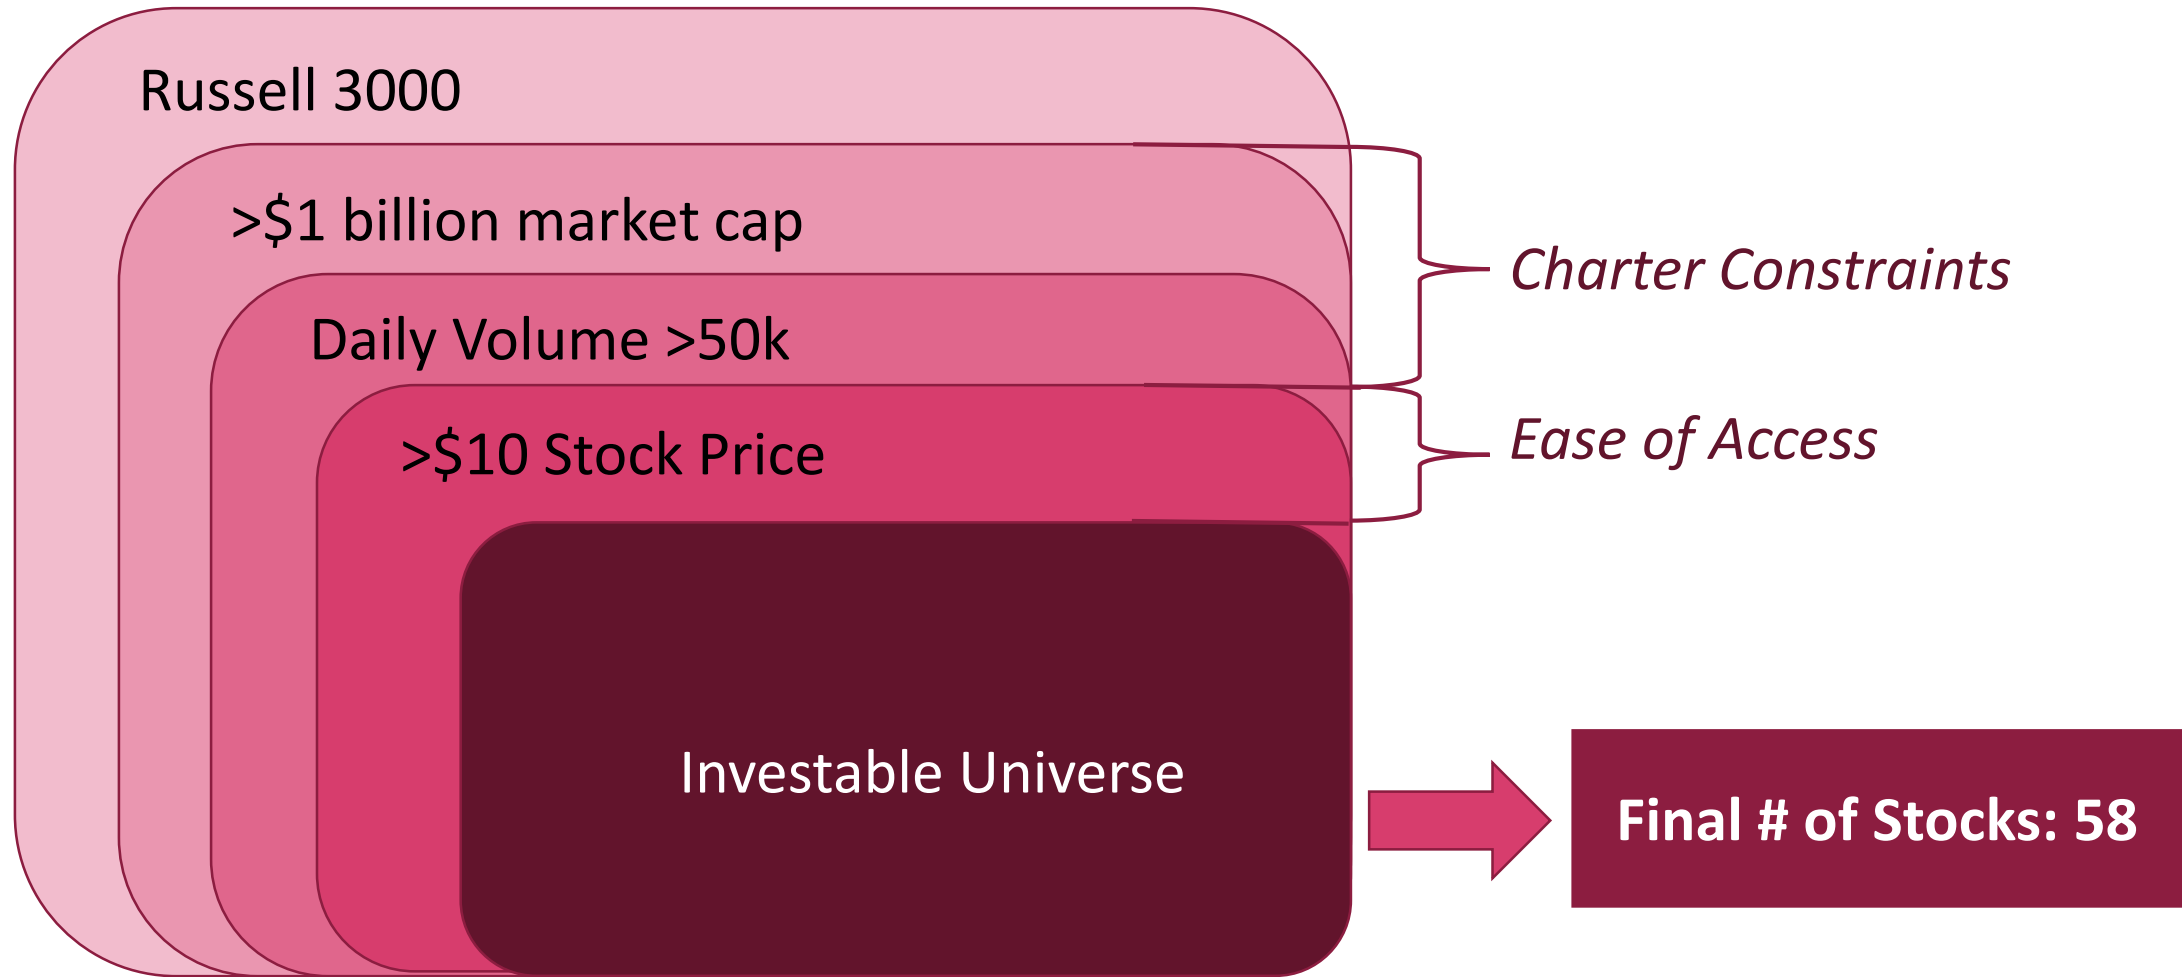 Russell 3000
>$1 billion market cap
Charter Constraints
Daily Volume >50k
Ease of Access
>$10 Stock Price
Investable Universe
Final # of Stocks: 58